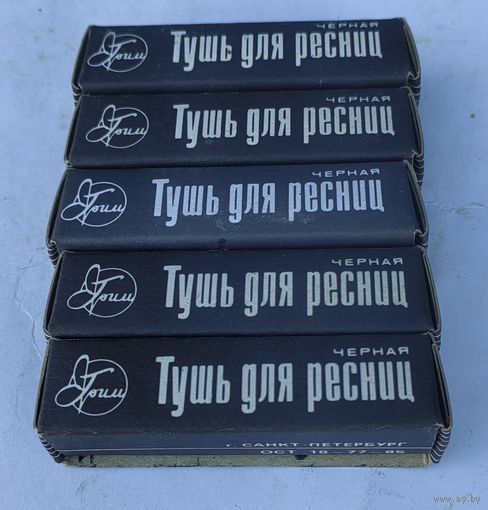 ЧЕРНАЯ
Грим Тушь для ресниц
ЧЕРНАЯ
Грим Тушь для ресниц
ЧЕРНАЯ
Грим Тушь для ресниц
ЧЕРНАЯ
Грим Тушь для ресниц
ЧЕРНАЯ
Грим Тушь для ресниц
г. САНКТ-ПЕТЕРБУРГ
ОСТ 18-77-86
www.ay.by